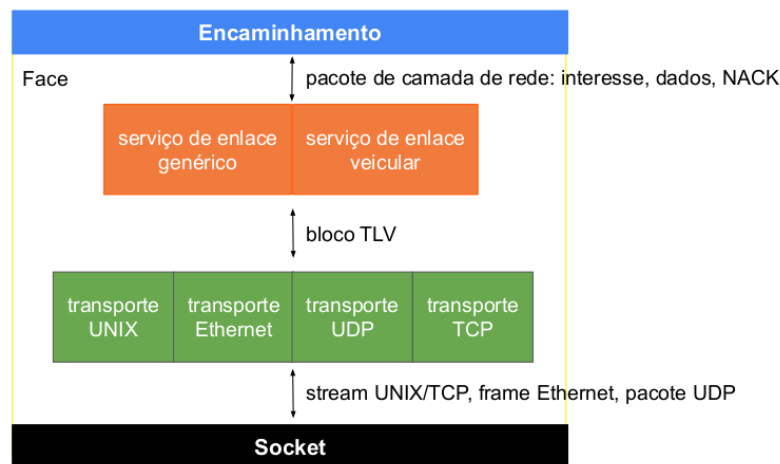 Encaminhamento
Face
pacote de camada de rede: interesse, dados, NACK
serviço de enlace
genérico
serviço de enlace
veicular
bloco TLV
transporte
UNIX
transporte
Ethernet
transporte
UDP
transporte
TCP
stream UNIX/TCP, frame Ethernet, pacote UDP
Socket